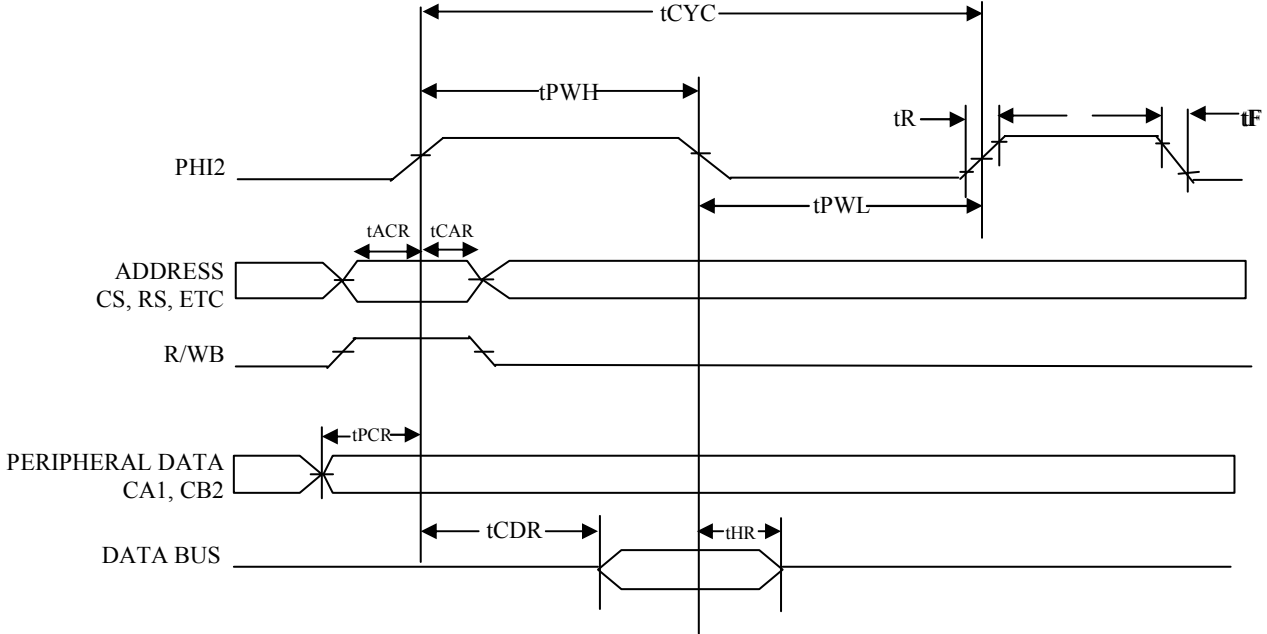 tCYC
tPWH
tR
tF
PHI2
tPWL
tACR
tCAR
ADDRESS
CS, RS, ETC
R/WB
tPCR
PERIPHERAL DATA
CA1, CB2
tCDR
tHR
DATA BUS